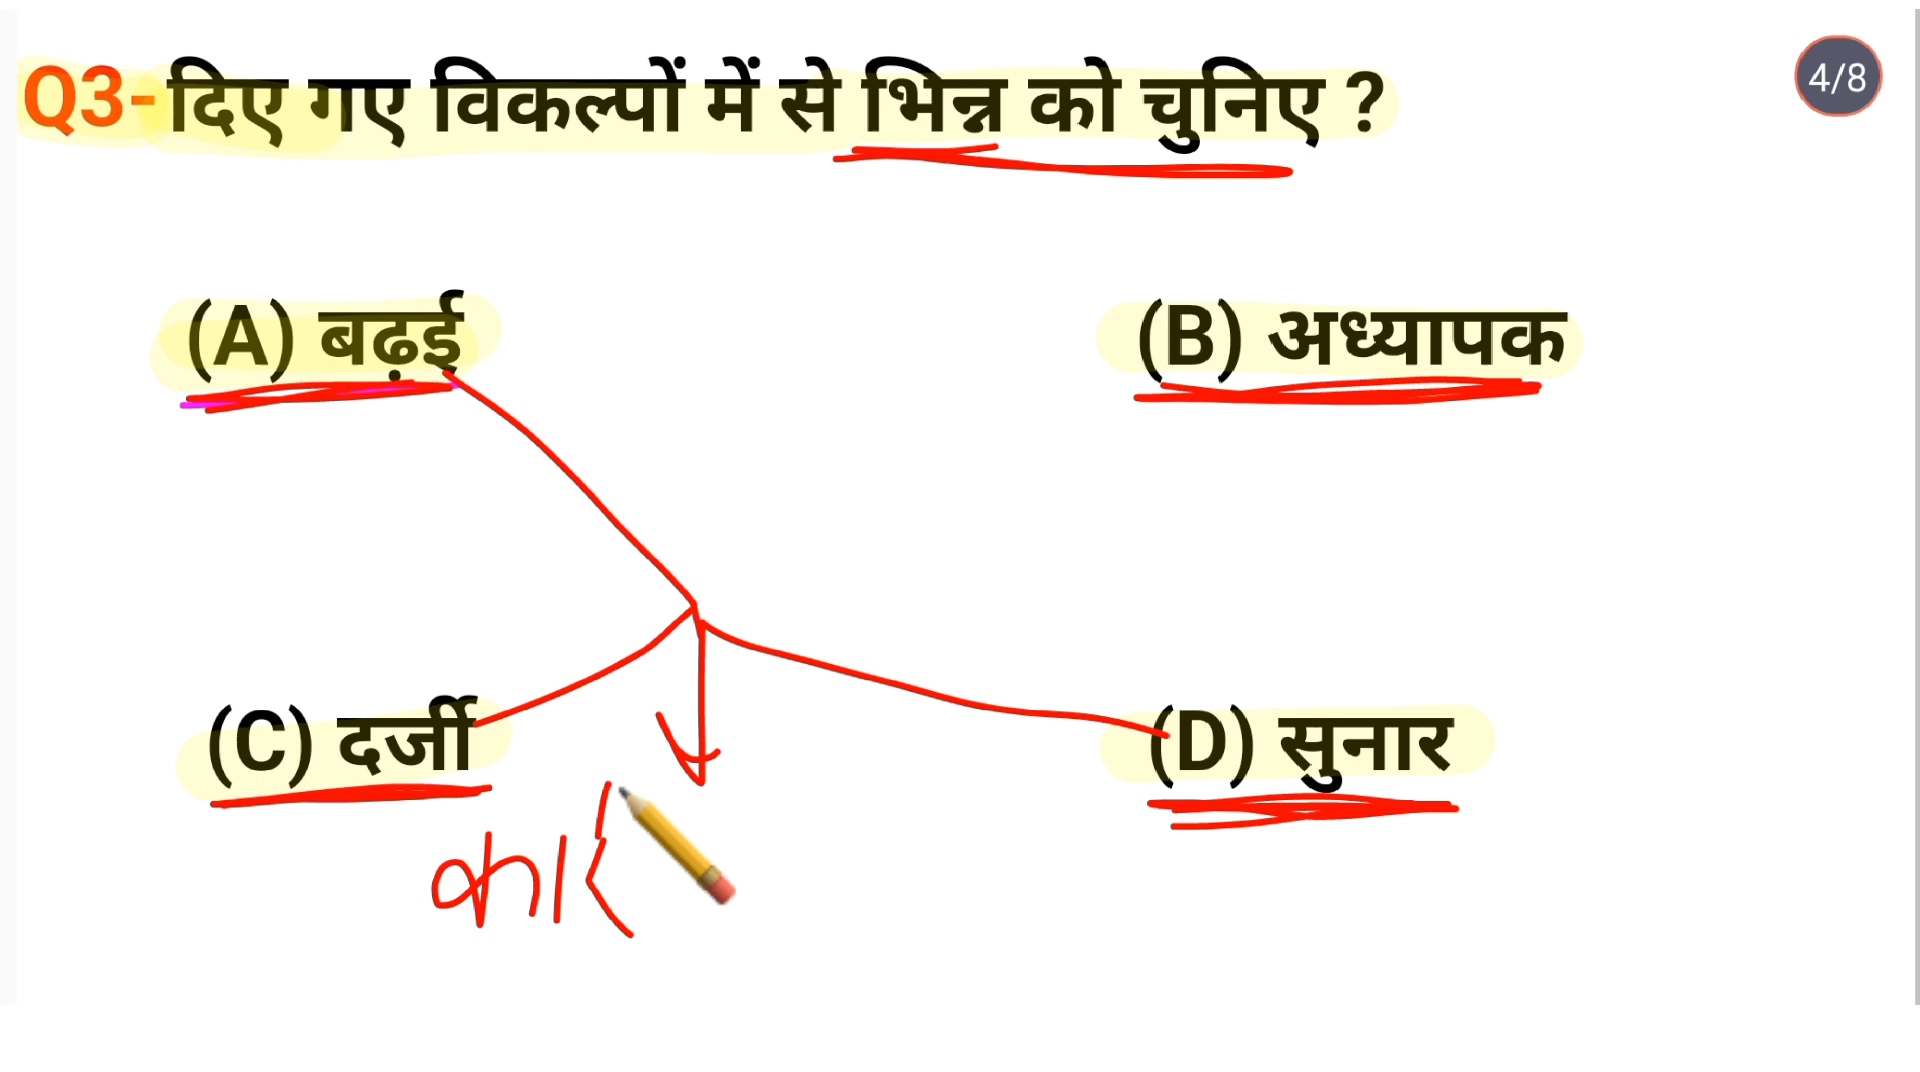 Q3- दिए गए विकल्पों में से भिन्न को चुनिए ?
4/8
(A) बढ़ई
(B) अध्यापक
(C) दर्जी
(D) सुनार